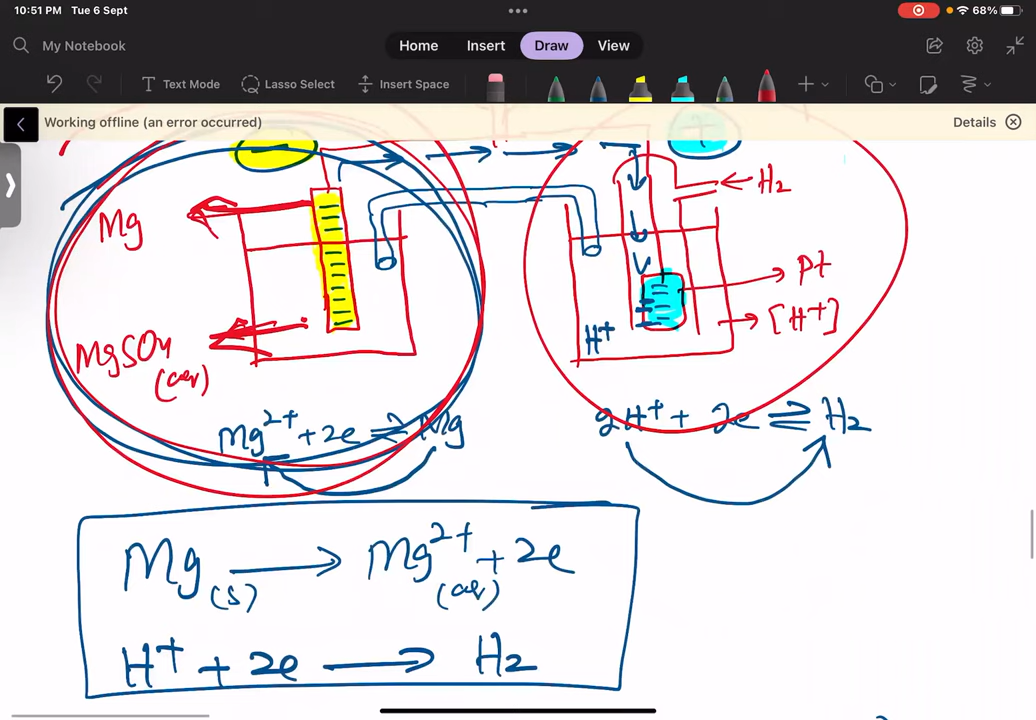 10:51 PM Tue 6 Sept
68%
My Notebook
Home Insert Draw View
Text Mode Lasso Select Insert Space
Working offline (an error occurred) Details
- +
H2
Mg
Pt
[H+]
H+
MgSO4
(aq)
Mg2+ + 2e ⇌ Mg
2H+ + 2e ⇌ H2
Mg(s) → Mg2+(aq) + 2e
H+ + 2e → H2